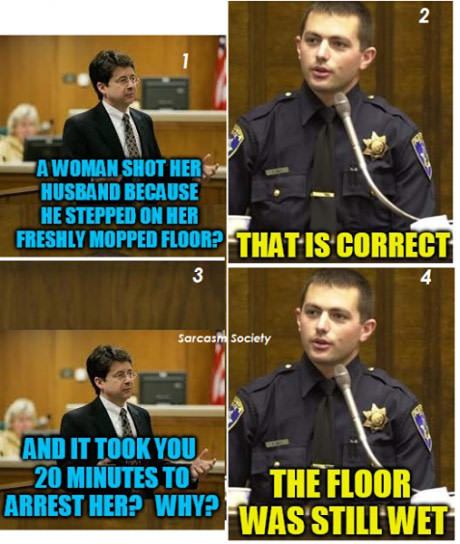 1
A WOMAN SHOT HER
HUSBAND BECAUSE
HE STEPPED ON HER
FRESHLY MOPPED FLOOR?
2
THAT IS CORRECT
3
Sarcasm Society
AND IT TOOK YOU
20 MINUTES TO
ARREST HER? WHY?
4
THE FLOOR
WAS STILL WET